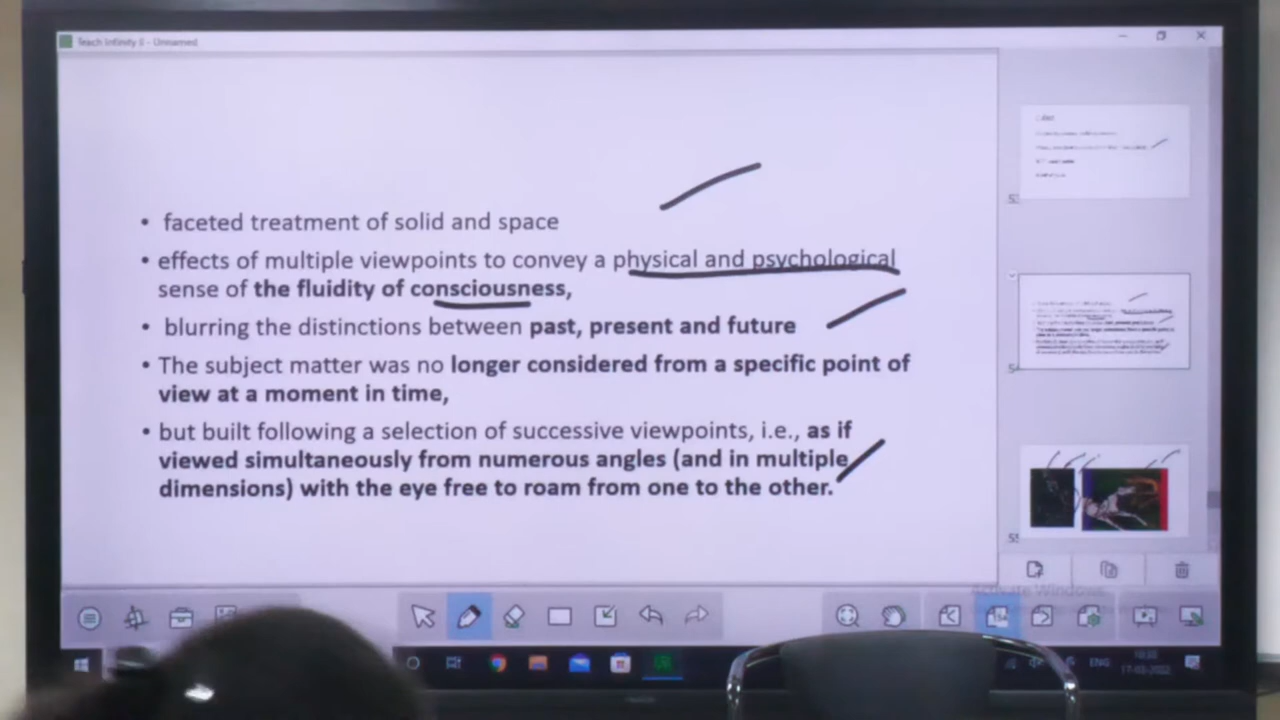 Teach Infinity - Unnamed
• faceted treatment of solid and space
• effects of multiple viewpoints to convey a physical and psychological
sense of the fluidity of consciousness,
• blurring the distinctions between past, present and future
• The subject matter was no longer considered from a specific point of
view at a moment in time,
• but built following a selection of successive viewpoints, i.e., as if
viewed simultaneously from numerous angles (and in multiple
dimensions) with the eye free to roam from one to the other.
Activate Windows
ENG
17-02-2022